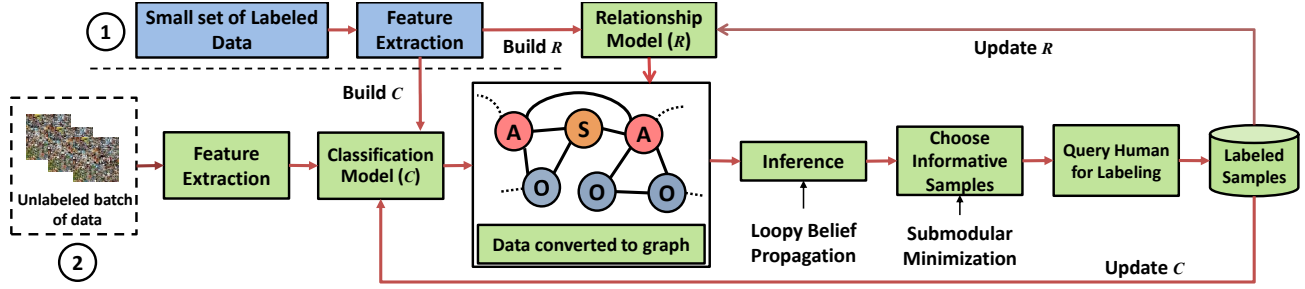 1
Small set of Labeled
Data
Feature
Extraction
Build R
Relationship
Model (R)
Update R
Build C
Unlabeled batch
of data
2
Feature
Extraction
Classification
Model (C)
A
S
A
O
O
O
Data converted to graph
Inference
Loopy Belief
Propagation
Choose
Informative
Samples
Submodular
Minimization
Query Human
for Labeling
Labeled
Samples
Update C